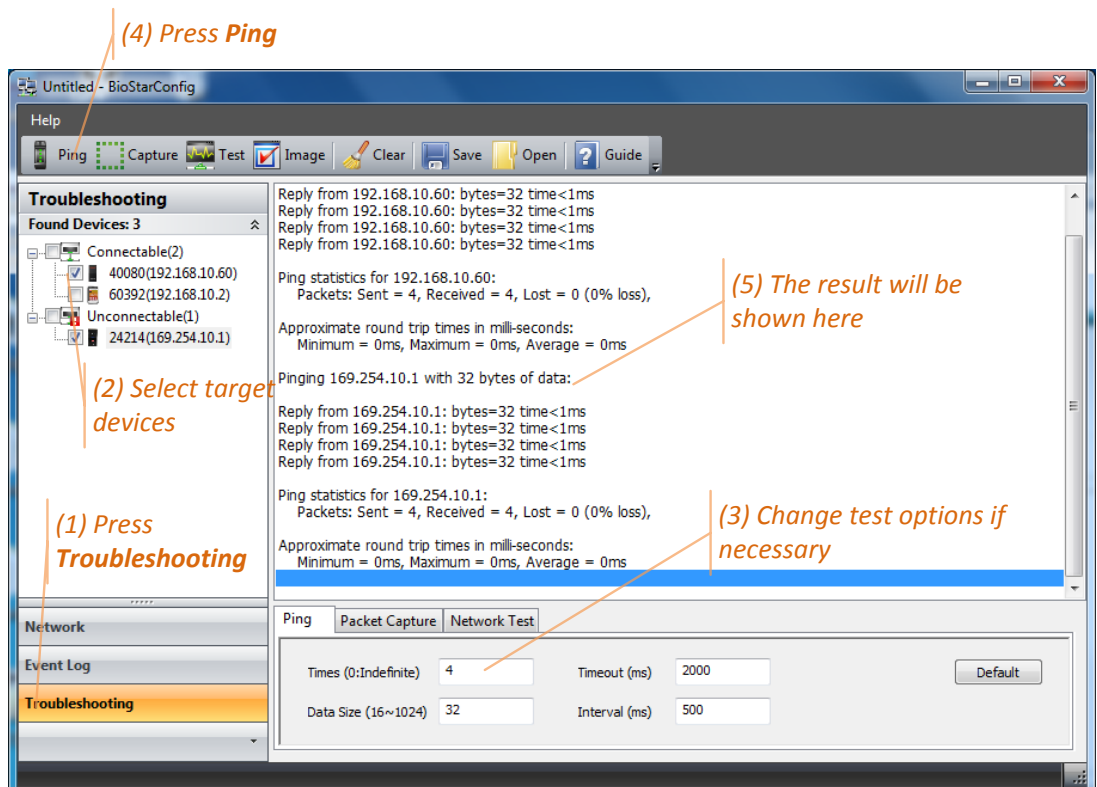 (4) Press Ping
Untitled - BioStarConfig
Help
Ping Capture Test Image Clear Save Open Guide
Troubleshooting
Found Devices: 3
Connectable(2)
40080(192.168.10.60)
60392(192.168.10.2)
Unconnectable(1)
24214(169.254.10.1)
(2) Select target
devices
(1) Press
Troubleshooting
Network
Event Log
Troubleshooting
Reply from 192.168.10.60: bytes=32 time<1ms
Reply from 192.168.10.60: bytes=32 time<1ms
Reply from 192.168.10.60: bytes=32 time<1ms
Reply from 192.168.10.60: bytes=32 time<1ms
Ping statistics for 192.168.10.60:
Packets: Sent = 4, Received = 4, Lost = 0 (0% loss),
Approximate round trip times in milli-seconds:
Minimum = 0ms, Maximum = 0ms, Average = 0ms
Pinging 169.254.10.1 with 32 bytes of data:
Reply from 169.254.10.1: bytes=32 time<1ms
Reply from 169.254.10.1: bytes=32 time<1ms
Reply from 169.254.10.1: bytes=32 time<1ms
Reply from 169.254.10.1: bytes=32 time<1ms
Ping statistics for 169.254.10.1:
Packets: Sent = 4, Received = 4, Lost = 0 (0% loss),
Approximate round trip times in milli-seconds:
Minimum = 0ms, Maximum = 0ms, Average = 0ms
(5) The result will be
shown here
(3) Change test options if
necessary
Ping Packet Capture Network Test
Times (0:Indefinite) 4 Timeout (ms) 2000 Default
Data Size (16~1024) 32 Interval (ms) 500